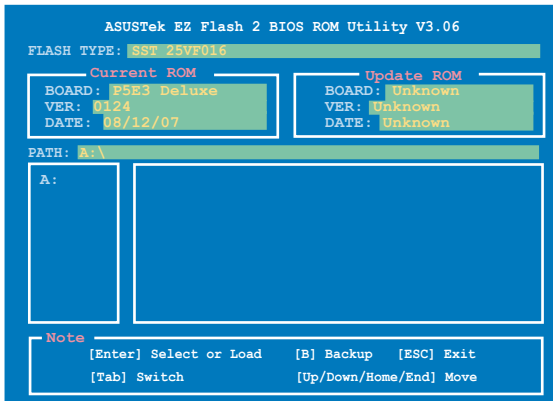 ASUSTek EZ Flash 2 BIOS ROM Utility V3.06
FLASH TYPE: SST 25VF016
Current ROM
BOARD: P5E3 Deluxe
VER: 0124
DATE: 08/12/07
Update ROM
BOARD: Unknown
VER: Unknown
DATE: Unknown
PATH: A:\
A:
Note
[Enter] Select or Load [B] Backup [ESC] Exit
[Tab] Switch [Up/Down/Home/End] Move